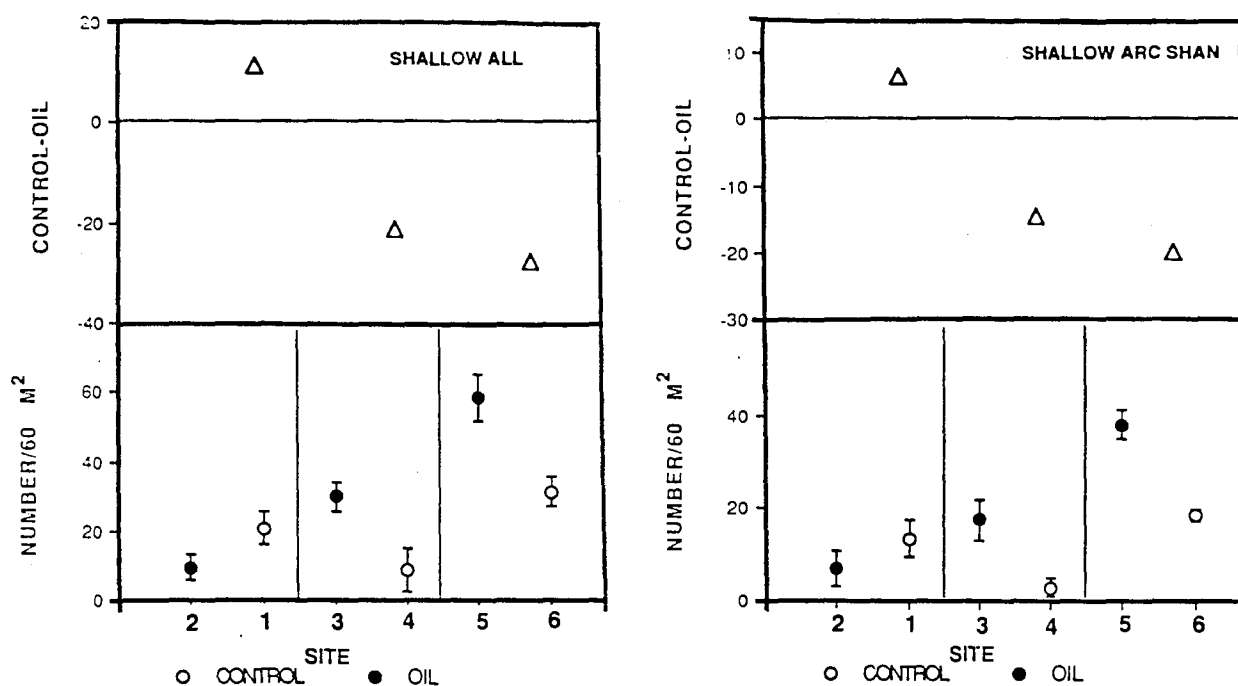 20
SHALLOW ALL
0
-20
-40
CONTROL-OIL
60
40
20
0
NUMBER/60 M²
2 1 3 4 5 6
SITE
CONTROL OIL
10
SHALLOW ARC SHAN
0
-10
-20
-30
CONTROL-OIL
40
20
0
NUMBER/60 M²
2 1 3 4 5 6
SITE
CONTROL OIL